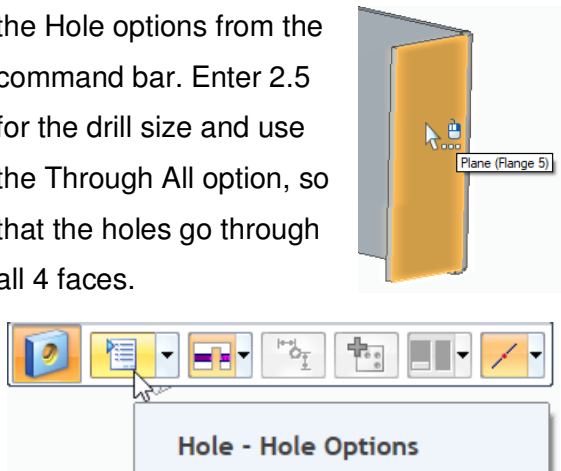 the Hole options from the
command bar. Enter 2.5
for the drill size and use
the Through All option, so
that the holes go through
all 4 faces.
Plane (Flange 5)
Hole - Hole Options